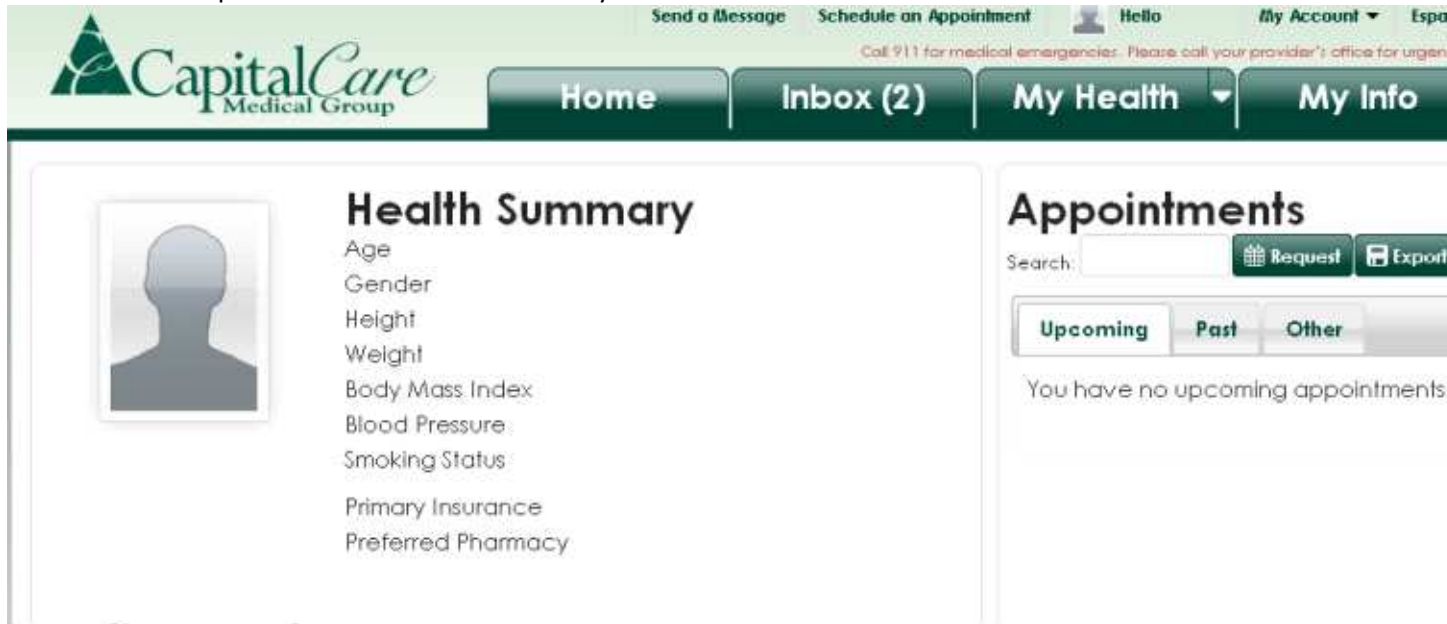 Send a Message Schedule an Appointment Hello My Account Espa
Call 911 for medical emergencies. Please call your provider's office for urgen
CapitalCare
Medical Group
Home Inbox (2) My Health My Info
Health Summary
Age
Gender
Height
Weight
Body Mass Index
Blood Pressure
Smoking Status
Primary Insurance
Preferred Pharmacy
Appointments
Search: Request Export
Upcoming Past Other
You have no upcoming appointments